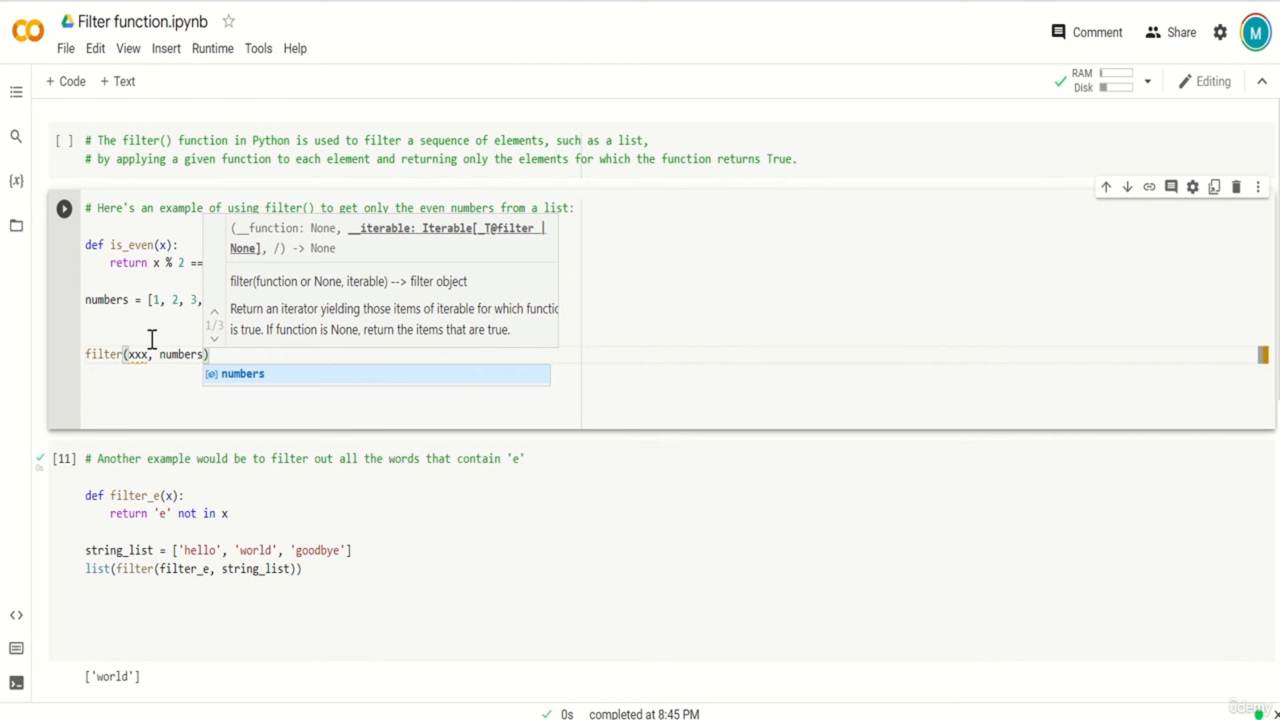 Filter function.ipynb
File Edit View Insert Runtime Tools Help
Comment
Share
M
+ Code + Text
RAM
Disk
Editing
[ ] # The filter() function in Python is used to filter a sequence of elements, such as a list,
# by applying a given function to each element and returning only the elements for which the function returns True.
# Here's an example of using filter() to get only the even numbers from a list:
(__function: None, __iterable: Iterable[_T@filter |
None], /) -> None
def is_even(x):
return x % 2 ==
filter(function or None, iterable) --> filter object
numbers = [1, 2, 3,
Return an iterator yielding those items of iterable for which functio
1/3
is true. If function is None, return the items that are true.
filter(xxx, numbers)
numbers
[11] # Another example would be to filter out all the words that contain 'e'
0s
def filter_e(x):
return 'e' not in x
string_list = ['hello', 'world', 'goodbye']
list(filter(filter_e, string_list))
['world']
0s completed at 8:45 PM
udemy